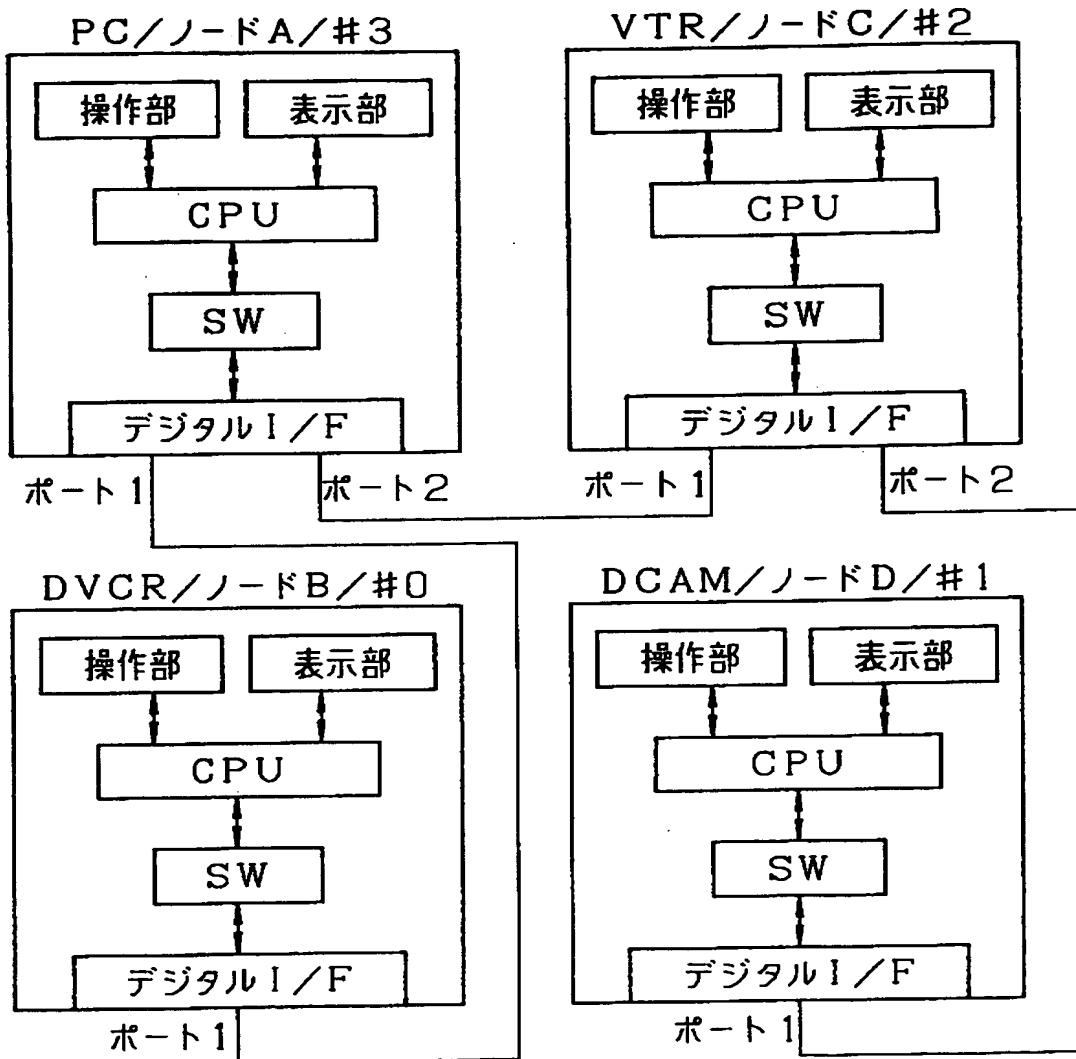 PC/ノードA/#3
操作部
表示部
CPU
SW
デジタルI/F
ポート1
ポート2
VTR/ノードC/#2
操作部
表示部
CPU
SW
デジタルI/F
ポート1
ポート2
DVCR/ノードB/#0
操作部
表示部
CPU
SW
デジタルI/F
ポート1
DCAM/ノードD/#1
操作部
表示部
CPU
SW
デジタルI/F
ポート1